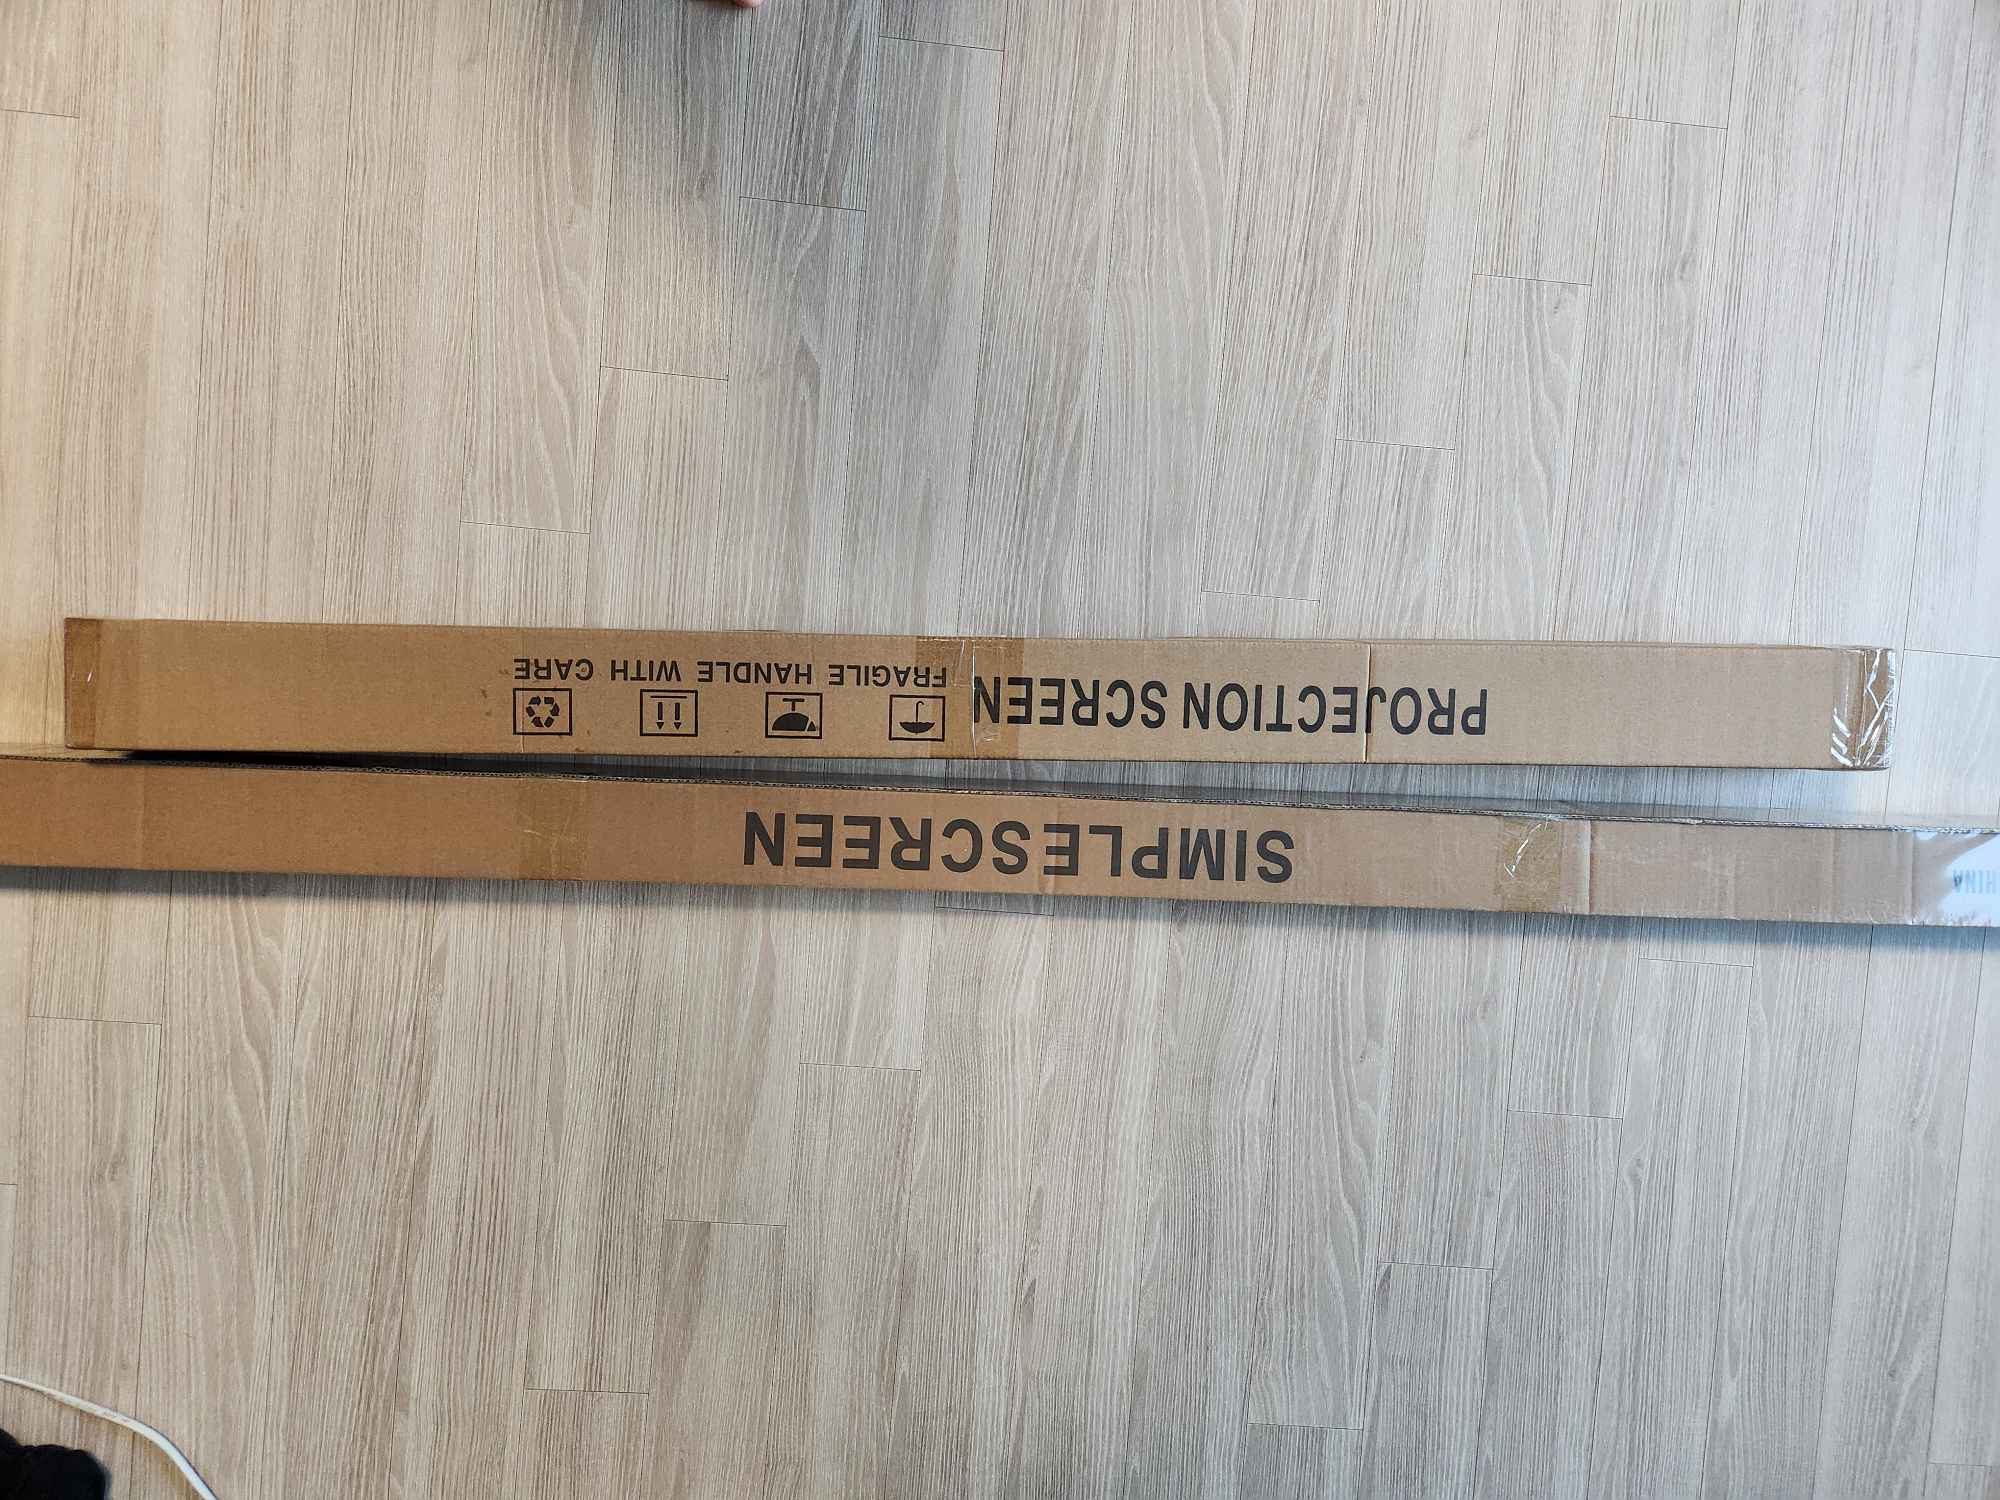 PROJECTION SCREEN
FRAGILE HANDLE WITH CARE
SIMPLESCREEN